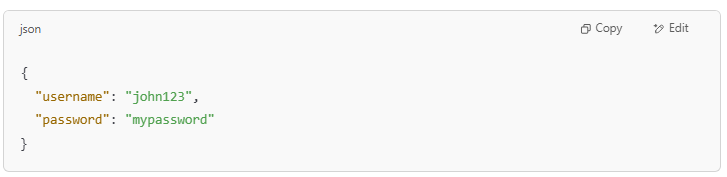 json Copy Edit
{
"username": "john123",
"password": "mypassword"
}